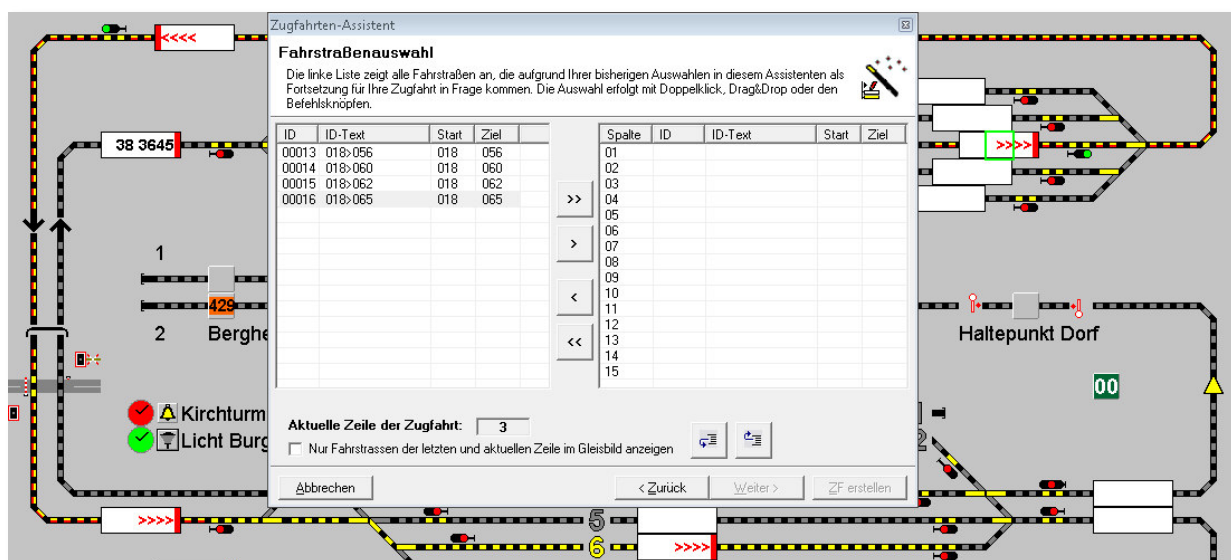 Zugfahrten-Assistent
<<<<
Fahrstraßenauswahl
Die linke Liste zeigt alle Fahrstraßen an, die aufgrund Ihrer bisherigen Auswahlen in diesem Assistenten als
Fortsetzung für Ihre Zugfahrt in Frage kommen. Die Auswahl erfolgt mit Doppelklick, Drag&Drop oder den
Befehlsknöpfen.
ID ID-Text Start Ziel
00013 018>056 018 056
00014 018>060 018 060
00015 018>062 018 062
00016 018>065 018 065
>>
>
<
<<
Spalte ID ID-Text Start Ziel
01
02
03
04
05
06
07
08
09
10
11
12
13
14
15
38 3645
>>>>
1
429
2 Berghe
Haltepunkt Dorf
00
Kirchturm
Licht Burg
Aktuelle Zeile der Zugfahrt: 3
Nur Fahrstrassen der letzten und aktuellen Zeile im Gleisbild anzeigen
Abbrechen < Zurück Weiter > ZF erstellen
2
>>>>
5
6
>>>>